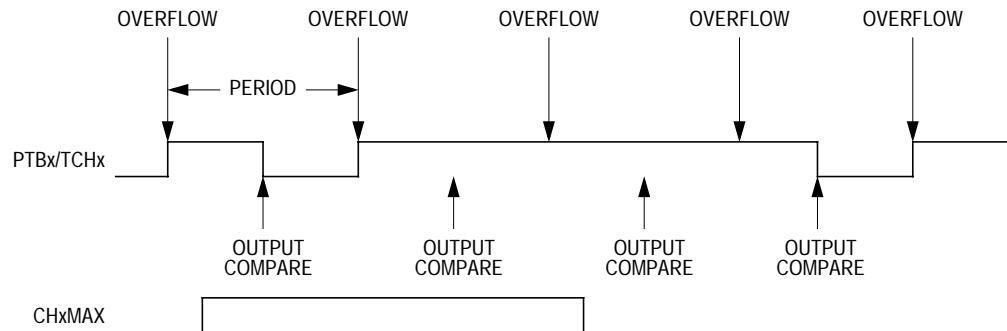 OVERFLOW OVERFLOW OVERFLOW OVERFLOW OVERFLOW
PERIOD
PTBx/TCHx
OUTPUT COMPARE
OUTPUT COMPARE
OUTPUT COMPARE
OUTPUT COMPARE
CHxMAX